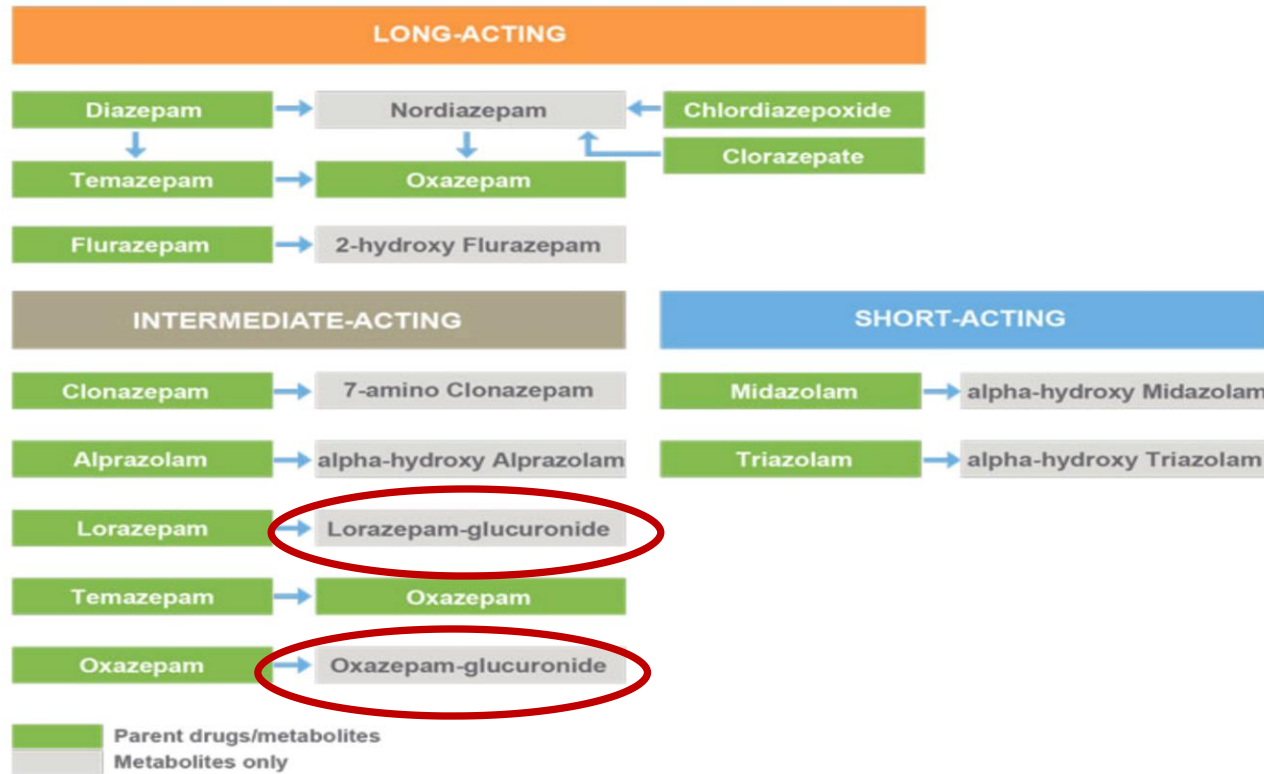 LONG-ACTING
Diazepam
Nordiazepam
Chlordiazepoxide
Clorazepate
Temazepam
Oxazepam
Flurazepam
2-hydroxy Flurazepam
INTERMEDIATE-ACTING
SHORT-ACTING
Clonazepam
7-amino Clonazepam
Midazolam
alpha-hydroxy Midazolam
Alprazolam
alpha-hydroxy Alprazolam
Triazolam
alpha-hydroxy Triazolam
Lorazepam
Lorazepam-glucuronide
Temazepam
Oxazepam
Oxazepam
Oxazepam-glucuronide
Parent drugs/metabolites
Metabolites only